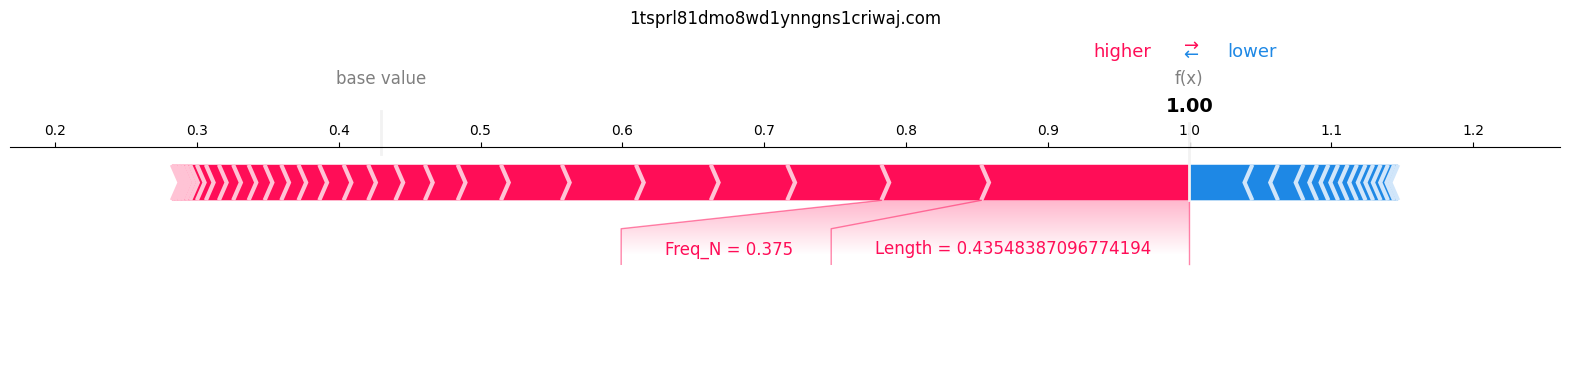 1tsprl81dmo8wd1ynngns1criwaj.com
higher ⇄ lower
base value f(x)
1.00
0.2 0.3 0.4 0.5 0.6 0.7 0.8 0.9 1.0 1.1 1.2
Freq_N = 0.375 Length = 0.43548387096774194